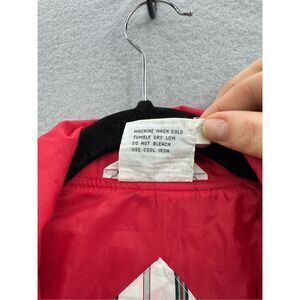 MACHINE WASH COLD
TUMBLE DRY LOW
DO NOT BLEACH
USE COOL IRON